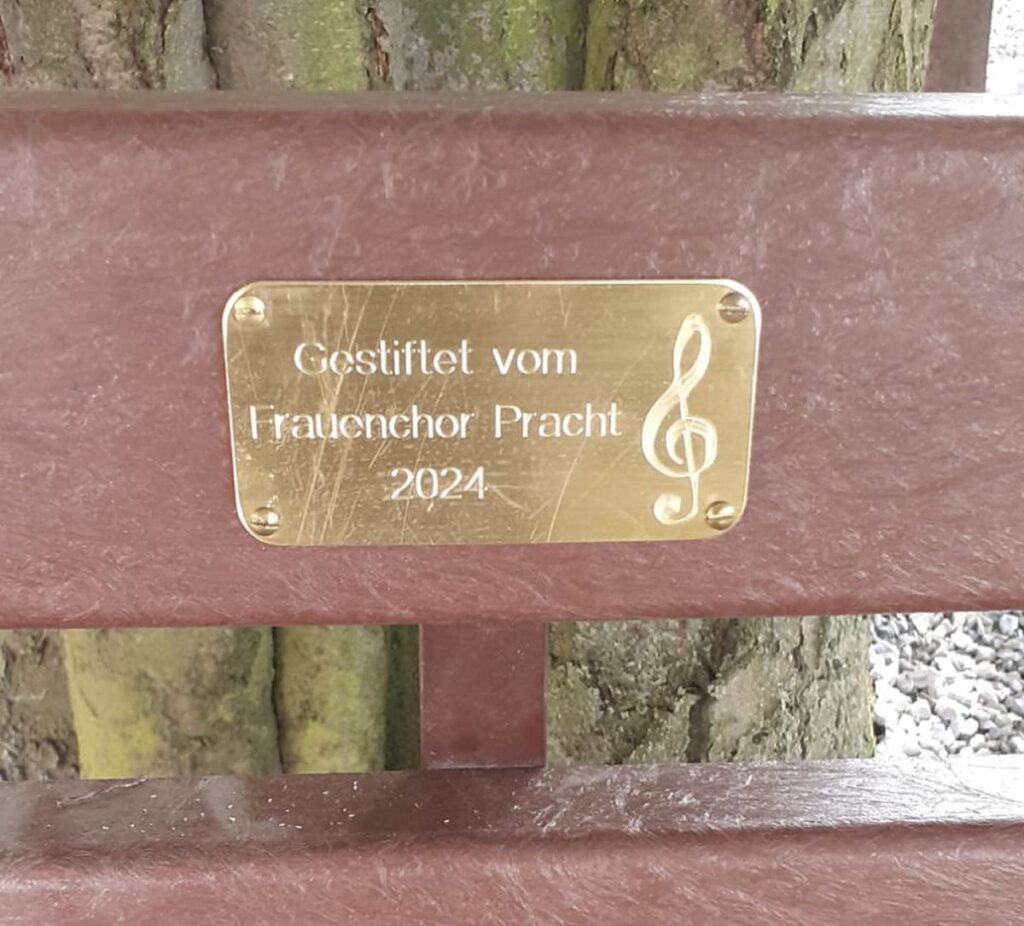 Gestiftet vom
Frauenchor Pracht
2024